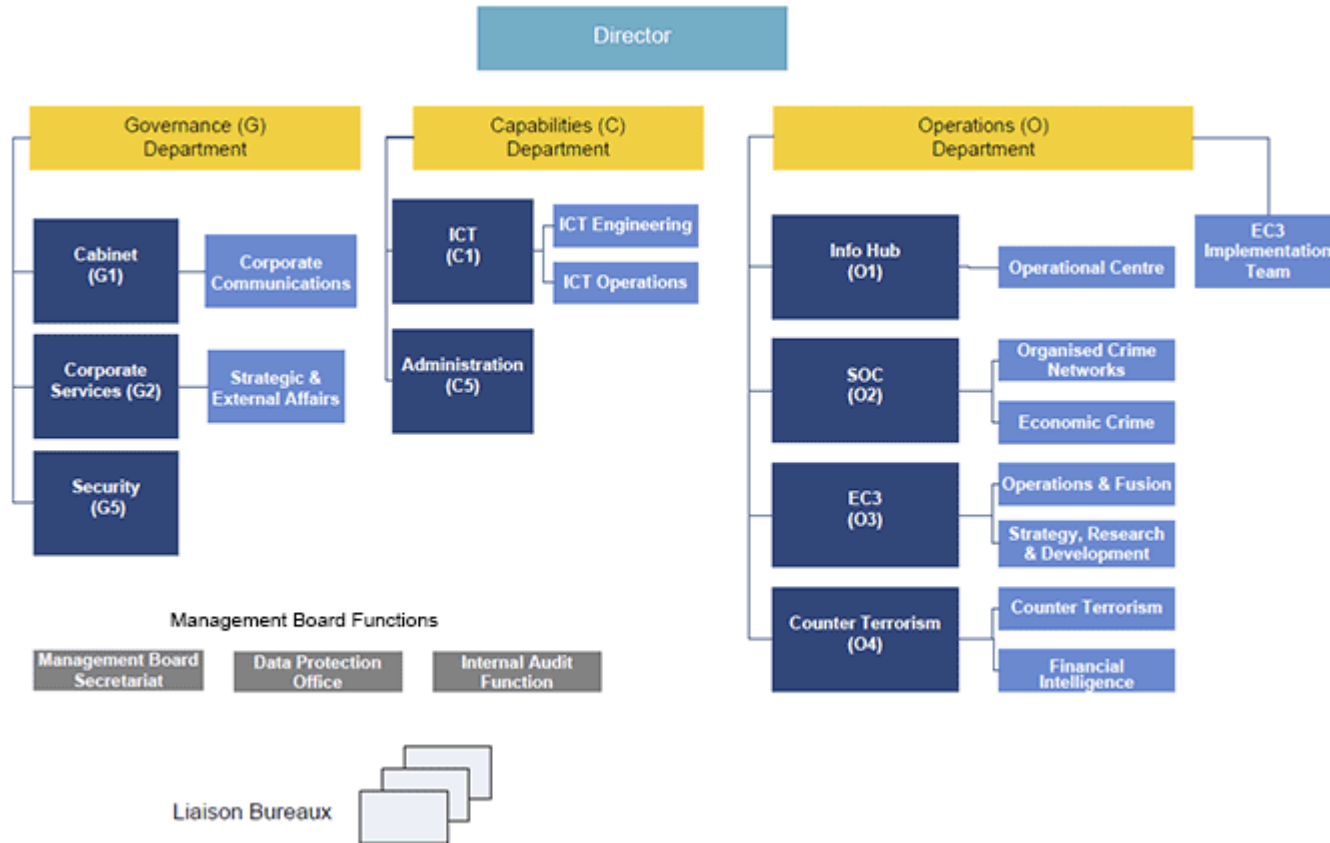 Director
Governance (G)
Department
Capabilities (C)
Department
Operations (O)
Department
Cabinet
(G1)
Corporate
Communications
Corporate
Services (G2)
Strategic &
External Affairs
Security
(G5)
ICT
(C1)
ICT Engineering
ICT Operations
Administration
(C5)
Info Hub
(O1)
Operational Centre
EC3
Implementation
Team
SOC
(O2)
Organised Crime
Networks
Economic Crime
EC3
(O3)
Operations & Fusion
Strategy, Research
& Development
Counter Terrorism
(O4)
Counter Terrorism
Financial
Intelligence
Management Board Functions
Management Board
Secretariat
Data Protection
Office
Internal Audit
Function
Liaison Bureaux